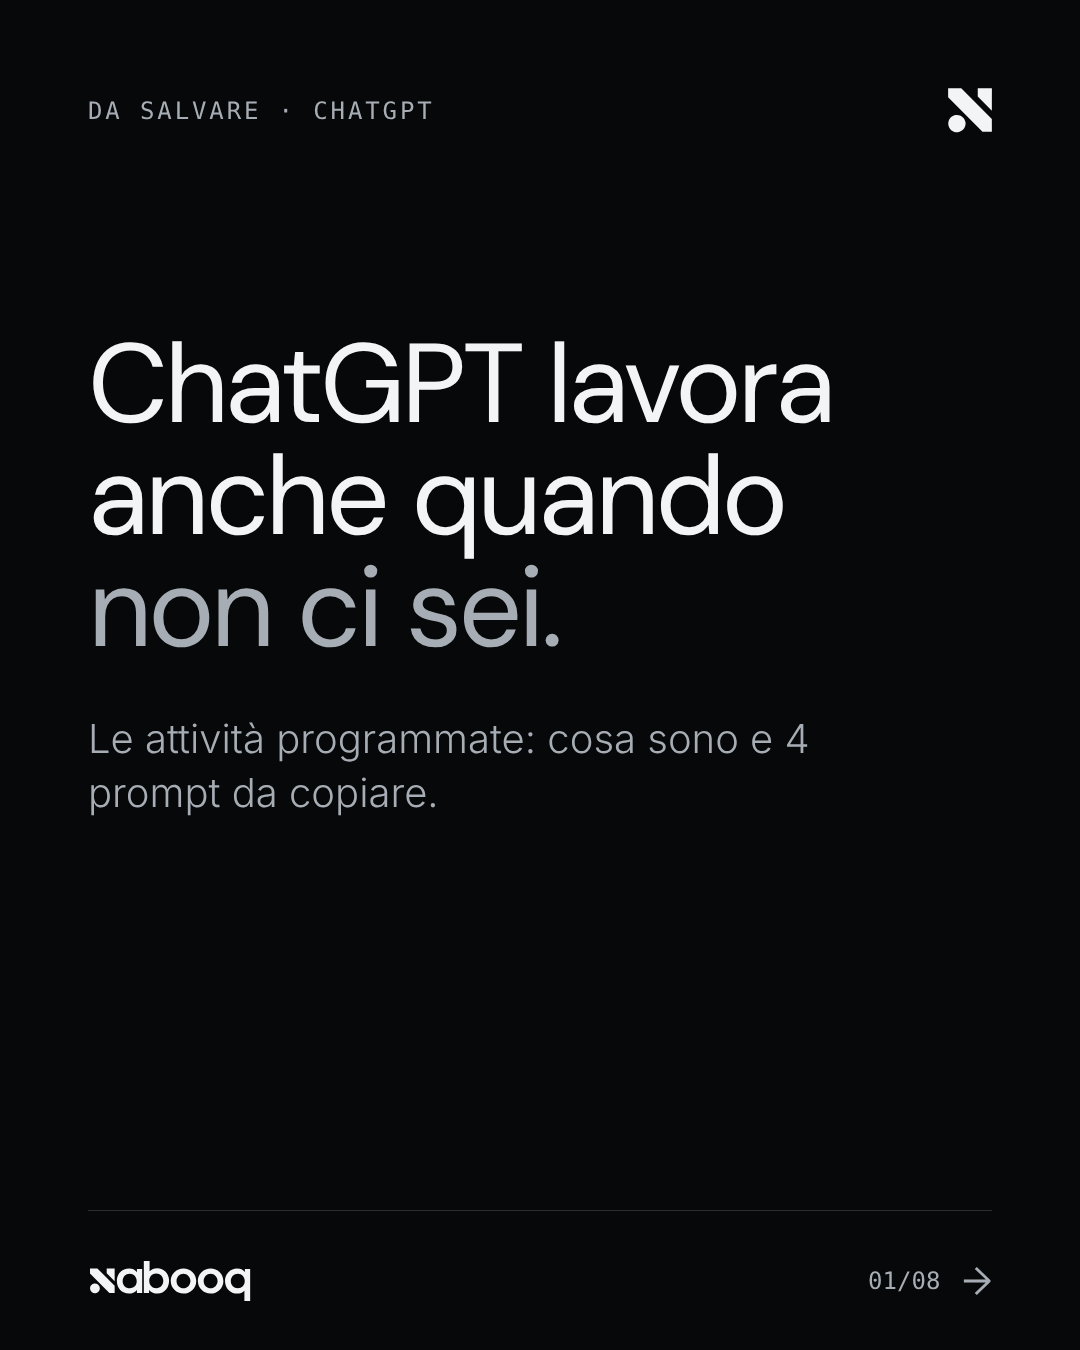 DA SALVARE · CHATGPT
ChatGPT lavora
anche quando
non ci sei.
Le attività programmate: cosa sono e 4
prompt da copiare.
nabooq
01/08